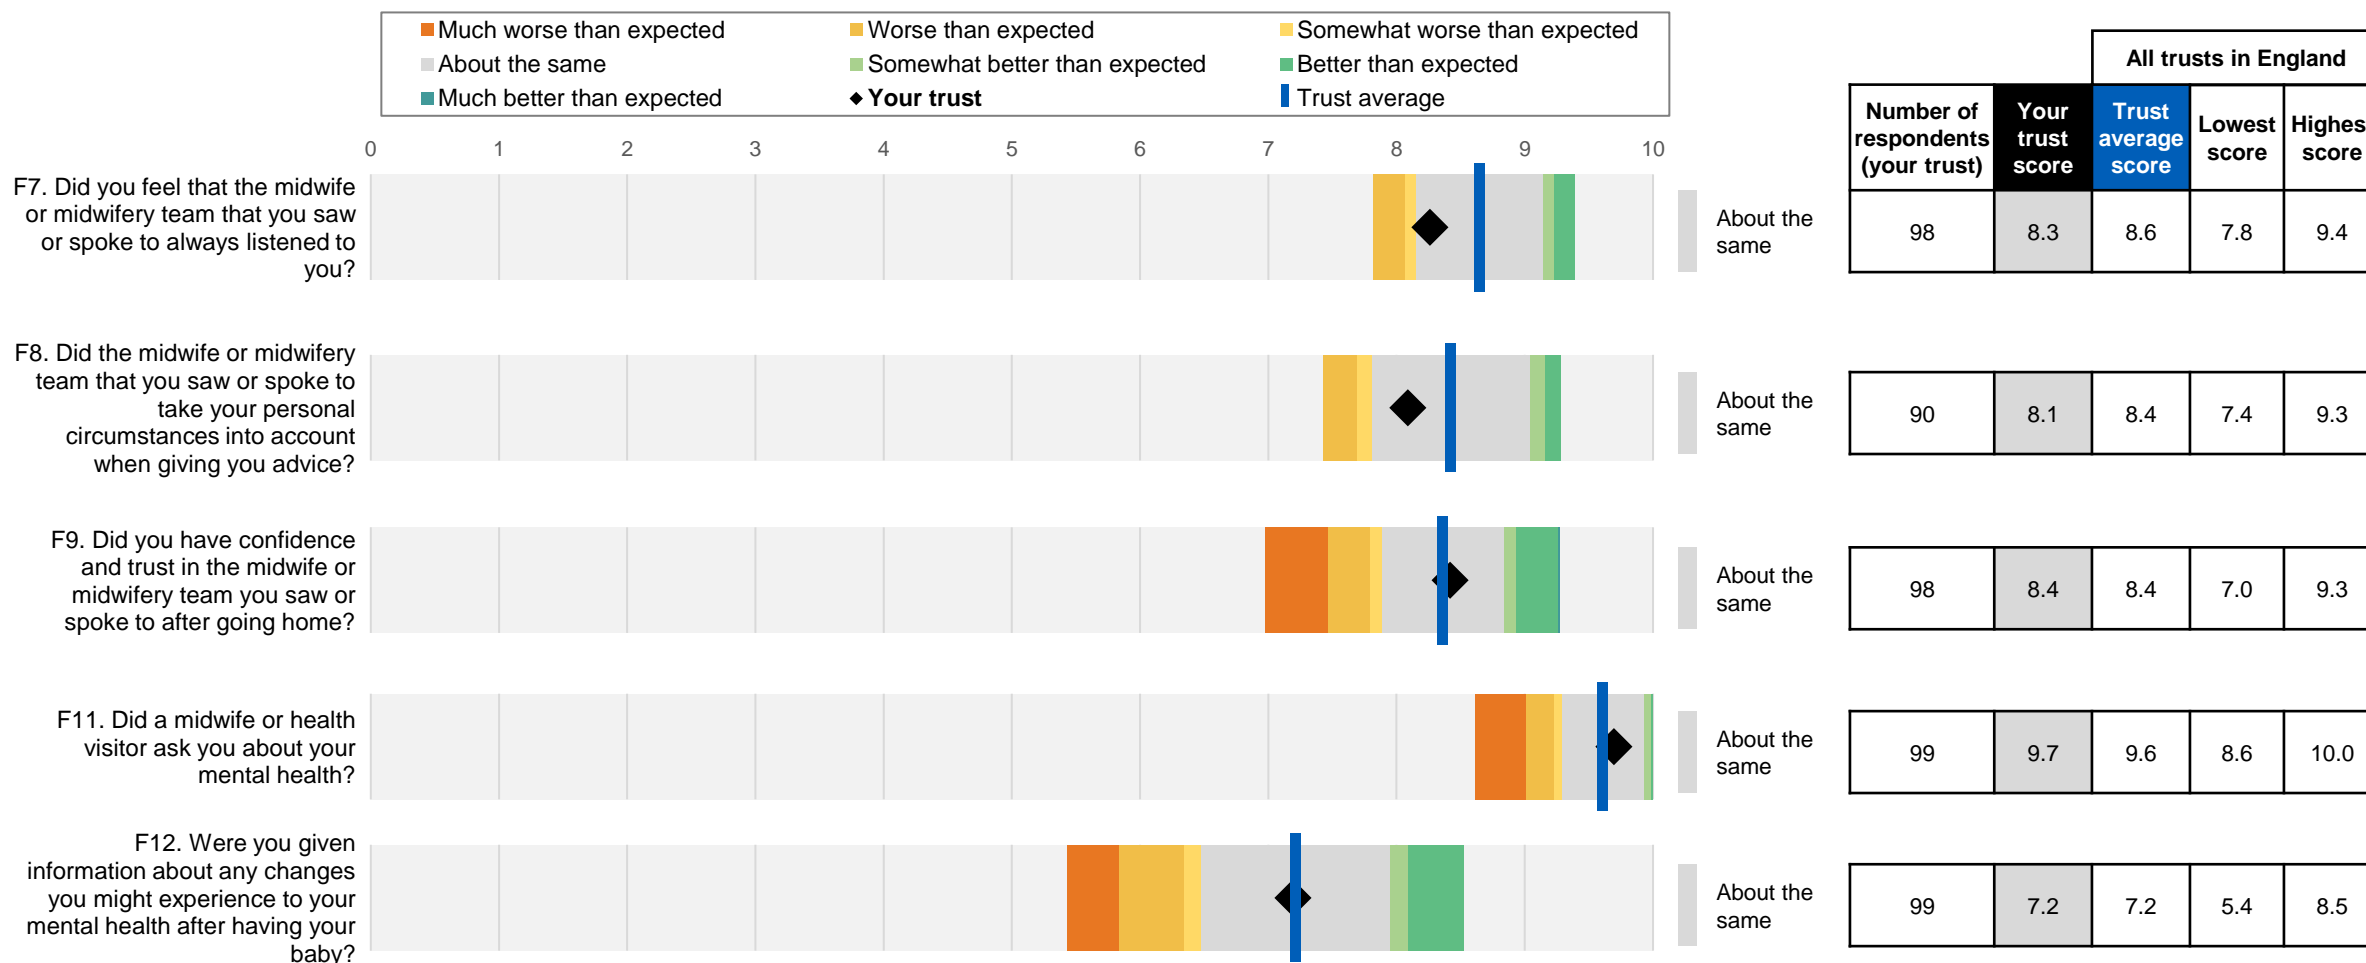 Much worse than expected
Worse than expected
Somewhat worse than expected
About the same
Somewhat better than expected
Better than expected
Much better than expected
Your trust
Trust average
All trusts in England
Number of
respondents
(your trust)
Your
trust
score
Trust
average
score
Lowest
score
Highes
score
0 1 2 3 4 5 6 7 8 9 10
F7. Did you feel that the midwife
or midwifery team that you saw
or spoke to always listened to
you?
About the
same
98 8.3 8.6 7.8 9.4
F8. Did the midwife or midwifery
team that you saw or spoke to
take your personal
circumstances into account
when giving you advice?
About the
same
90 8.1 8.4 7.4 9.3
F9. Did you have confidence
and trust in the midwife or
midwifery team you saw or
spoke to after going home?
About the
same
98 8.4 8.4 7.0 9.3
F11. Did a midwife or health
visitor ask you about your
mental health?
About the
same
99 9.7 9.6 8.6 10.0
F12. Were you given
information about any changes
you might experience to your
mental health after having your
baby?
About the
same
99 7.2 7.2 5.4 8.5